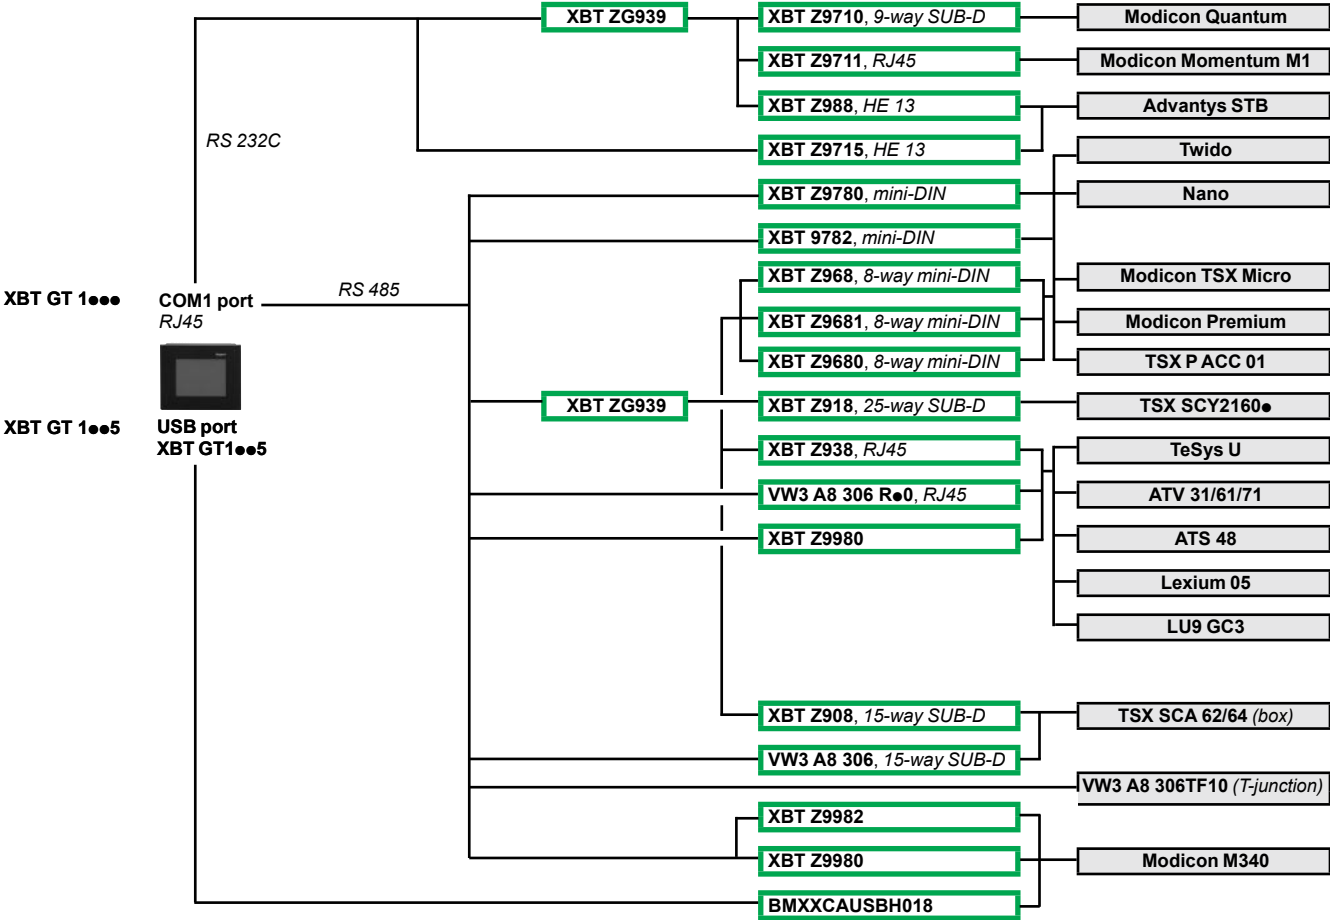 XBT ZG939
XBT Z9710, 9-way SUB-D
Modicon Quantum
XBT Z9711, RJ45
Modicon Momentum M1
XBT Z988, HE 13
Advantys STB
RS 232C
XBT Z9715, HE 13
Twido
XBT Z9780, mini-DIN
Nano
XBT 9782, mini-DIN
XBT Z968, 8-way mini-DIN
Modicon TSX Micro
XBT GT 1●●●
COM1 port
RJ45
RS 485
XBT Z9681, 8-way mini-DIN
Modicon Premium
XBT Z9680, 8-way mini-DIN
TSX P ACC 01
XBT ZG939
XBT Z918, 25-way SUB-D
TSX SCY2160●
XBT GT 1●●5
USB port
XBT GT1●●5
XBT Z938, RJ45
TeSys U
VW3 A8 306 R●0, RJ45
ATV 31/61/71
XBT Z9980
ATS 48
Lexium 05
LU9 GC3
XBT Z908, 15-way SUB-D
TSX SCA 62/64 (box)
VW3 A8 306, 15-way SUB-D
VW3 A8 306TF10 (T-junction)
XBT Z9982
XBT Z9980
Modicon M340
BMXXCAUSBH018